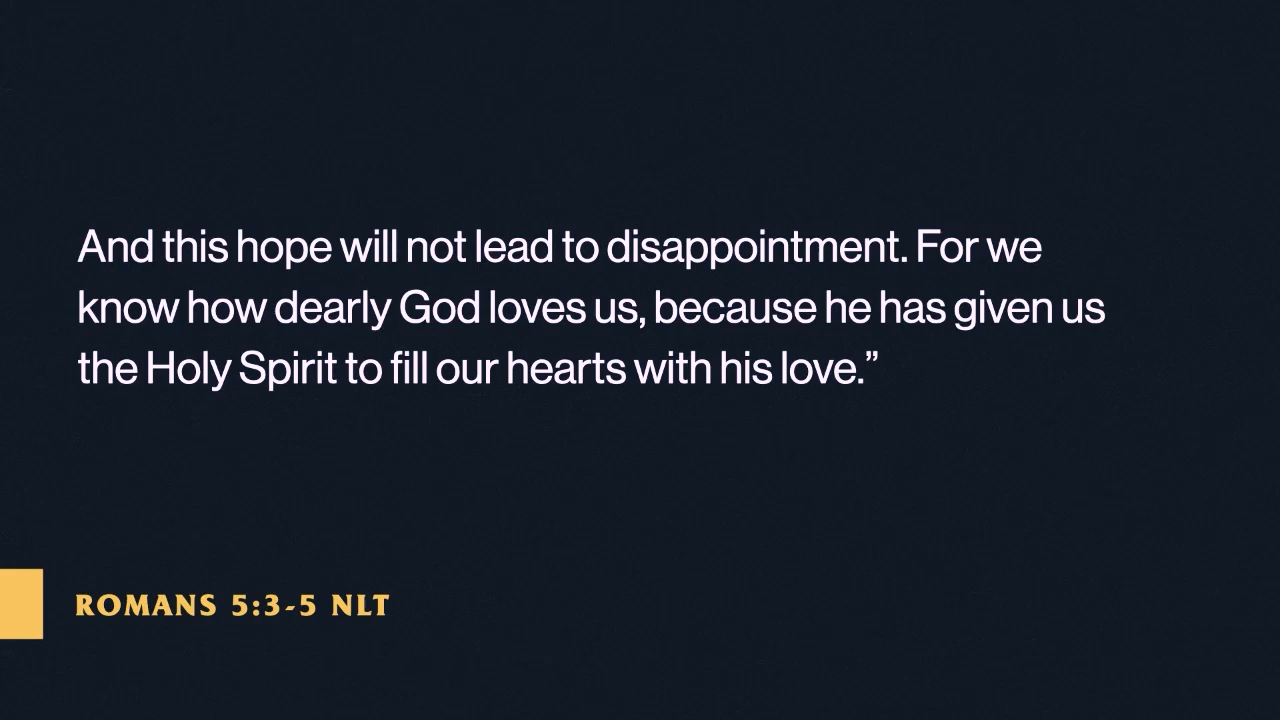 And this hope will not lead to disappointment. For we
know how dearly God loves us, because he has given us
the Holy Spirit to fill our hearts with his love.”
ROMANS 5:3-5 NLT